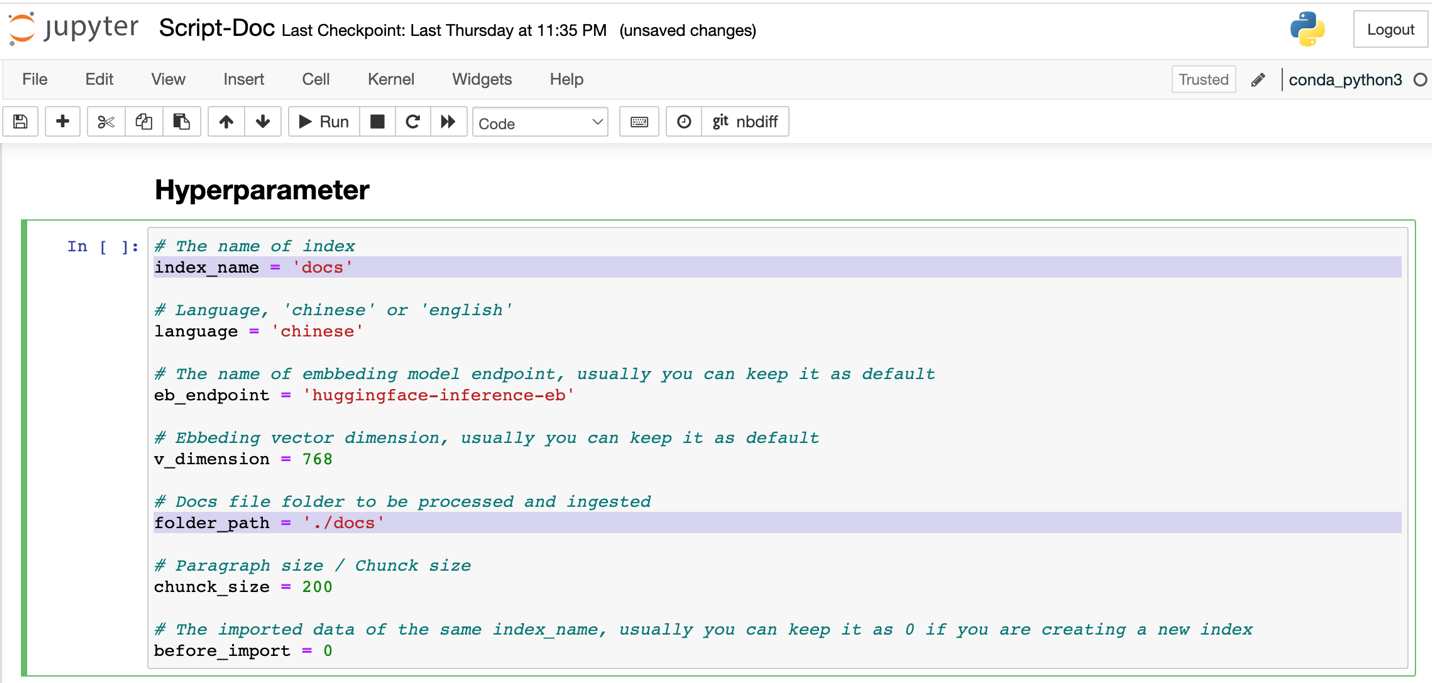 jupyter Script-Doc Last Checkpoint: Last Thursday at 11:35 PM (unsaved changes) Logout
File Edit View Insert Cell Kernel Widgets Help Trusted conda_python3
Run Code git nbdiff
Hyperparameter
In [ ]: # The name of index
index_name = 'docs'
# Language, 'chinese' or 'english'
language = 'chinese'
# The name of embbeding model endpoint, usually you can keep it as default
eb_endpoint = 'huggingface-inference-eb'
# Ebbeding vector dimension, usually you can keep it as default
v_dimension = 768
# Docs file folder to be processed and ingested
folder_path = './docs'
# Paragraph size / Chunck size
chunck_size = 200
# The imported data of the same index_name, usually you can keep it as 0 if you are creating a new index
before_import = 0